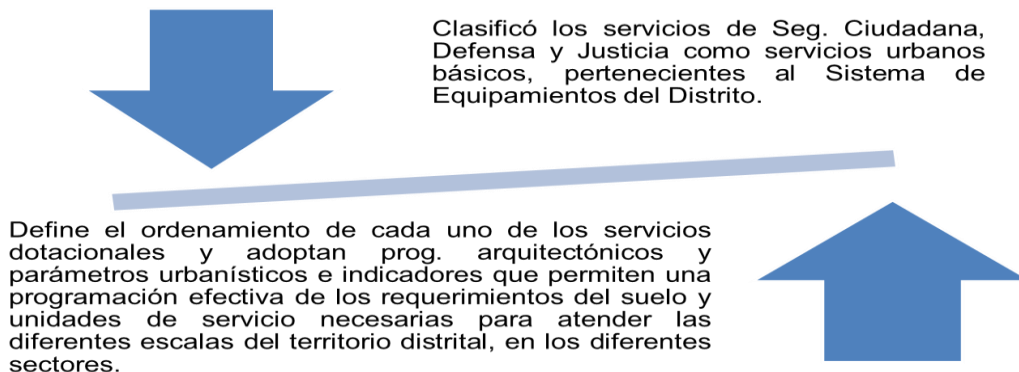 Clasificó los servicios de Seg. Ciudadana,
Defensa y Justicia como servicios urbanos
básicos, pertenecientes al Sistema de
Equipamientos del Distrito.
Define el ordenamiento de cada uno de los servicios
dotacionales y adoptan prog. arquitectónicos y
parámetros urbanísticos e indicadores que permiten una
programación efectiva de los requerimientos del suelo y
unidades de servicio necesarias para atender las
diferentes escalas del territorio distrital, en los diferentes
sectores.